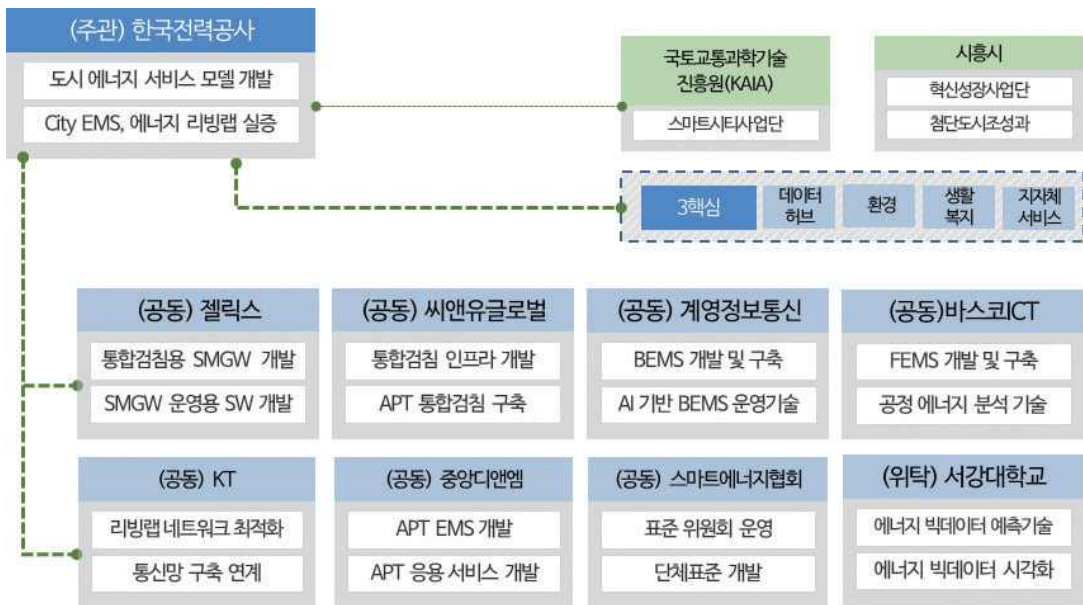 (주관) 한국전력공사
도시 에너지 서비스 모델 개발
City EMS, 에너지 리빙랩 실증
국토교통과학기술
진흥원(KAIA)
스마트시티사업단
시흥시
혁신성장사업단
첨단도시조성과
3핵심
데이터
허브
환경
생활
복지
지자체
서비스
(공동) 젤릭스
통합검침용 SMGW 개발
SMGW 운영용 SW 개발
(공동) 씨앤유글로벌
통합검침 인프라 개발
APT 통합검침 구축
(공동) 계영정보통신
BEMS 개발 및 구축
AI 기반 BEMS 운영기술
(공동)바스코ICT
FEMS 개발 및 구축
공정 에너지 분석 기술
(공동) KT
리빙랩 네트워크 최적화
통신망 구축 연계
(공동) 중앙디앤엠
APT EMS 개발
APT 응용 서비스 개발
(공동) 스마트에너지협회
표준 위원회 운영
단체표준 개발
(위탁) 서강대학교
에너지 빅데이터 예측기술
에너지 빅데이터 시각화